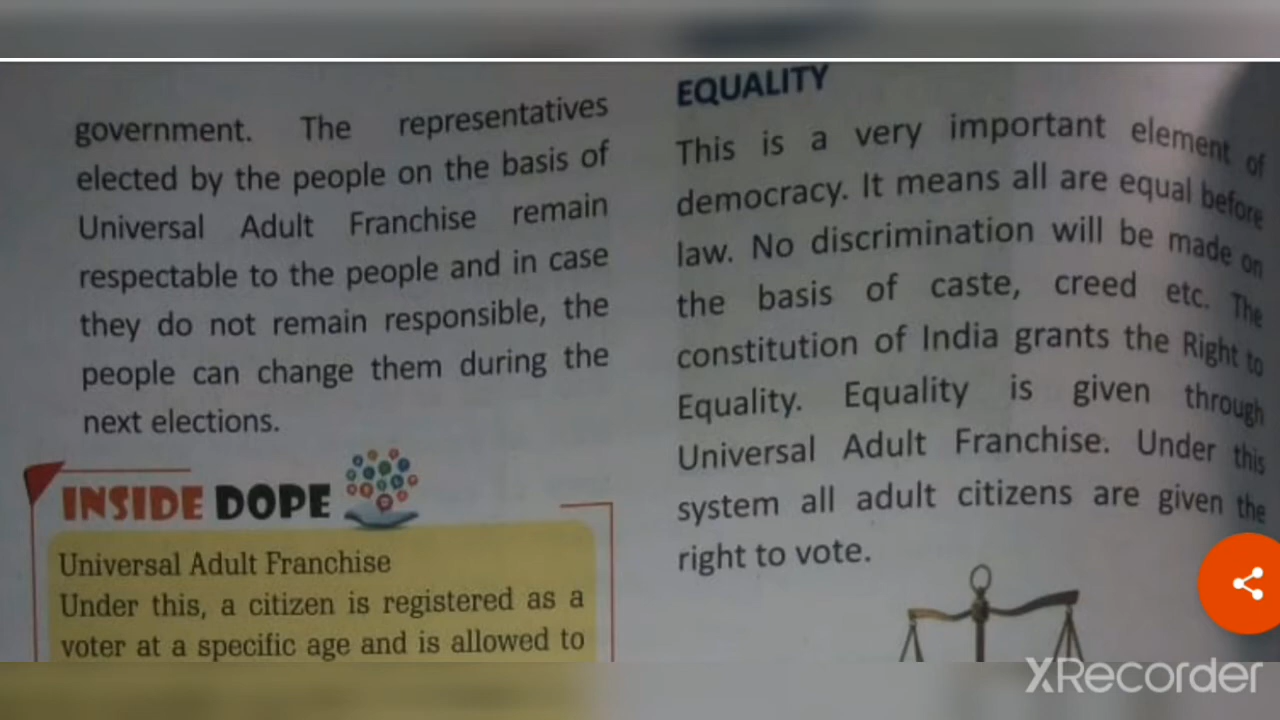 government. The representatives
elected by the people on the basis of
Universal Adult Franchise remain
respectable to the people and in case
they do not remain responsible, the
people can change them during the
next elections.
INSIDE DOPE
Universal Adult Franchise
Under this, a citizen is registered as a
voter at a specific age and is allowed to
EQUALITY
This is a very important element of
democracy. It means all are equal before
law. No discrimination will be made on
the basis of caste, creed etc. The
constitution of India grants the Right to
Equality. Equality is given through
Universal Adult Franchise. Under this
system all adult citizens are given the
right to vote.
XRecorder